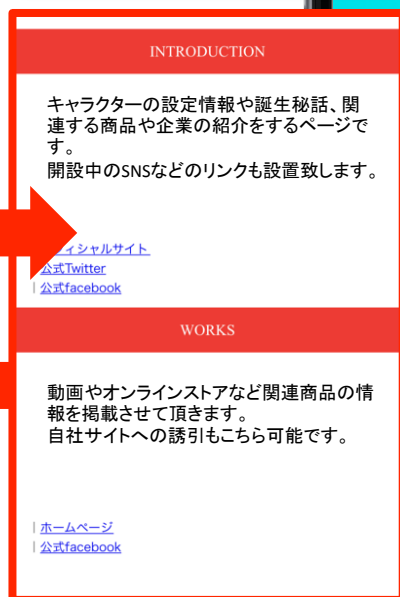 INTRODUCTION
キャラクターの設定情報や誕生秘話、関
連する商品や企業の紹介をするページで
す。
開設中のSNSなどのリンクも設置致します。
ィシャルサイト
公式Twitter
| 公式facebook
WORKS
動画やオンラインストアなど関連商品の情
報を掲載させて頂きます。
自社サイトへの誘引もこちら可能です。
| ホームページ
| 公式facebook